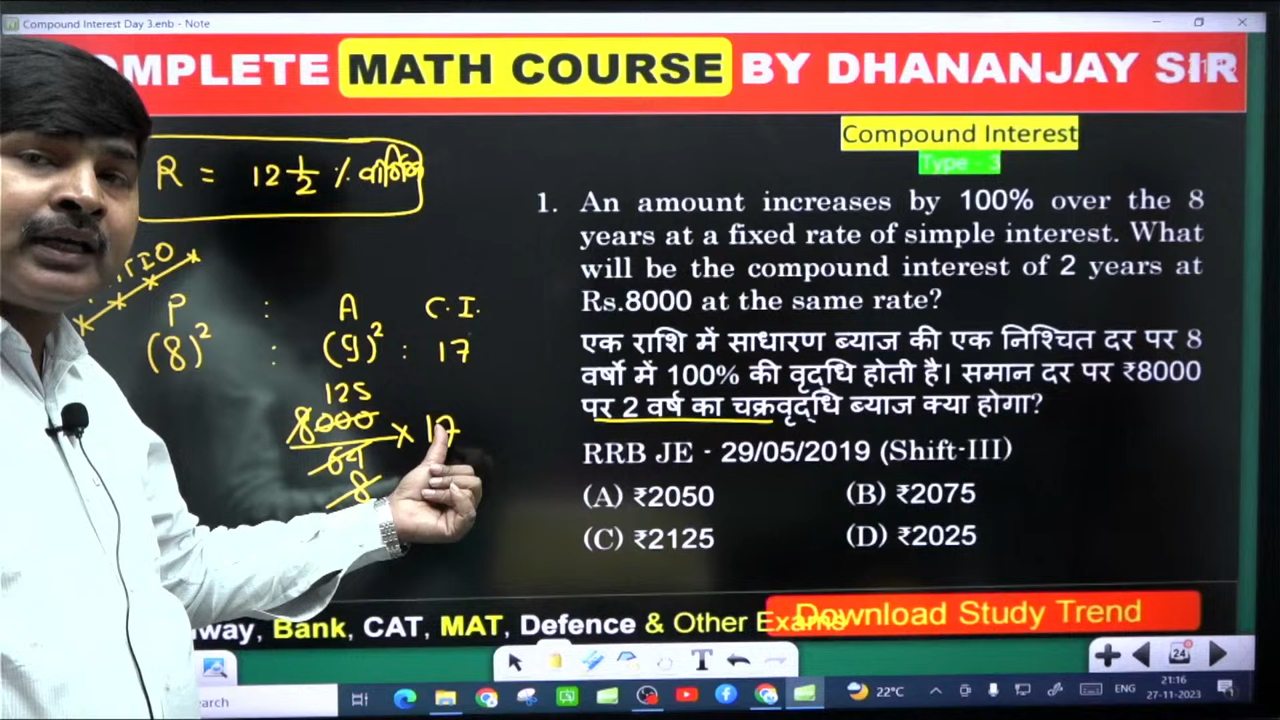 Compound Interest Day 3.enb - Note
OMPLETE MATH COURSE BY DHANANJAY SIR
Compound Interest
Type - 3
R = 12 1/2 % वार्षिक
1. An amount increases by 100% over the 8
years at a fixed rate of simple interest. What
will be the compound interest of 2 years at
Rs.8000 at the same rate?
एक राशि में साधारण ब्याज की एक निश्चित दर पर 8
वर्षो में 100% की वृद्धि होती है। समान दर पर ₹8000
पर 2 वर्ष का चक्रवृद्धि ब्याज क्या होगा?
RRB JE - 29/05/2019 (Shift-III)
(A) ₹2050 (B) ₹2075
(C) ₹2125 (D) ₹2025
P : A C.I.
(8)² : (9)² : 17
125
8000 × 17
64
8
way, Bank, CAT, MAT, Defence & Other Exams
Download Study Trend
24
earch
22°C
ENG
21:16
27-11-2023